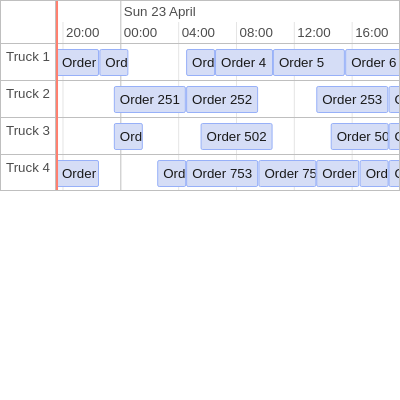 Sun 23 April
20:00 00:00 04:00 08:00 12:00 16:00
Truck 1 Order Ord Ord Order 4 Order 5 Order 6
Truck 2 Order 251 Order 252 Order 253
Truck 3 Ord Order 502 Order 50
Truck 4 Order Ord Order 753 Order 75 Order Ord